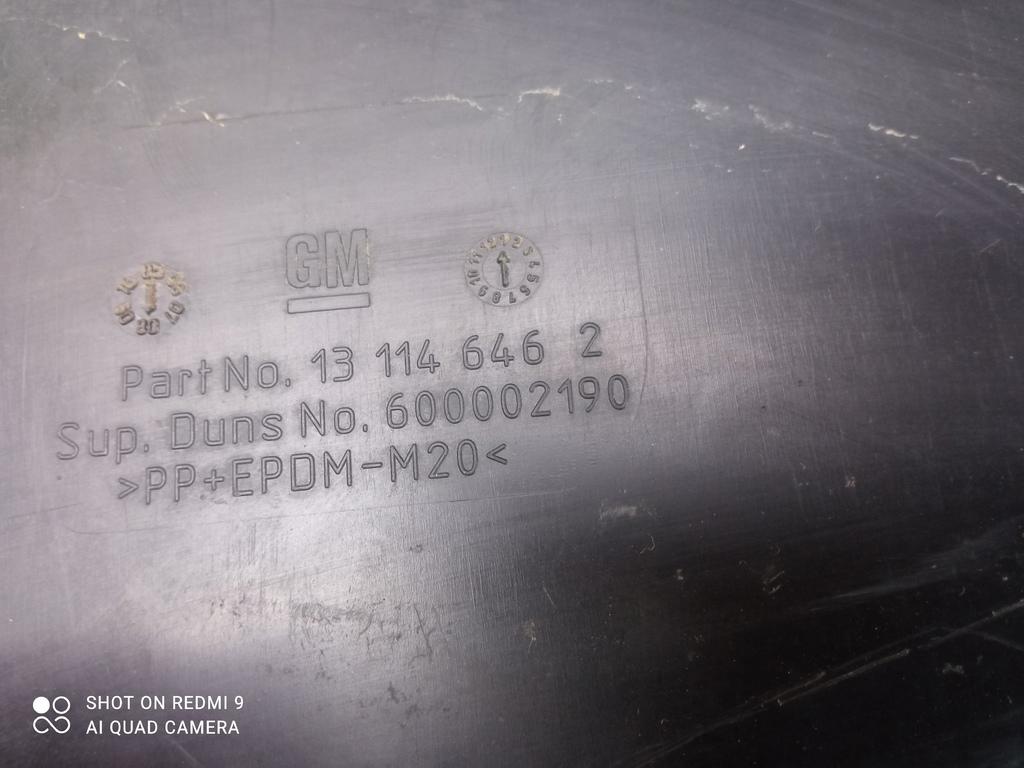 GM
Part No. 13 114 646 2
Sup. Duns No. 600002190
>PP+EPDM-M20<
SHOT ON REDMI 9
AI QUAD CAMERA